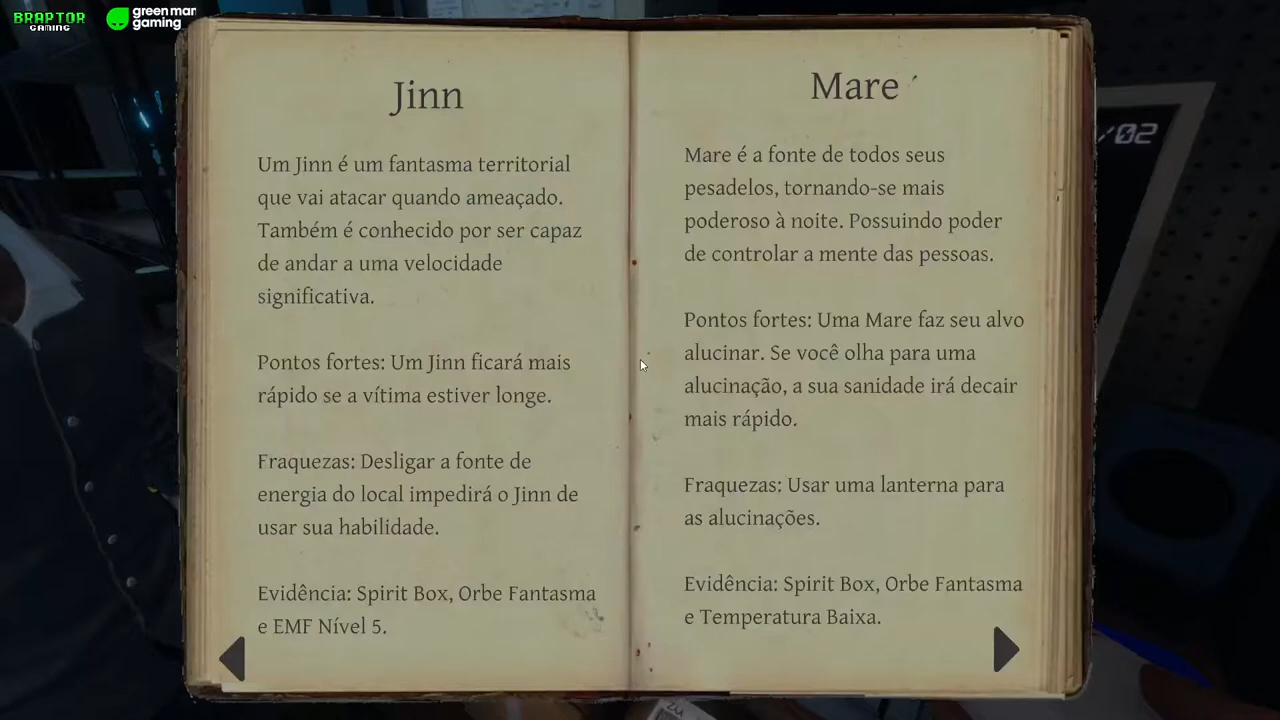 BRAPTOR
GAMING
green man
gaming
Jinn
Um Jinn é um fantasma territorial
que vai atacar quando ameaçado.
Também é conhecido por ser capaz
de andar a uma velocidade
significativa.
Pontos fortes: Um Jinn ficará mais
rápido se a vítima estiver longe.
Fraquezas: Desligar a fonte de
energia do local impedirá o Jinn de
usar sua habilidade.
Evidência: Spirit Box, Orbe Fantasma
e EMF Nível 5.
Mare
Mare é a fonte de todos seus
pesadelos, tornando-se mais
poderoso à noite. Possuindo poder
de controlar a mente das pessoas.
Pontos fortes: Uma Mare faz seu alvo
alucinar. Se você olha para uma
alucinação, a sua sanidade irá decair
mais rápido.
Fraquezas: Usar uma lanterna para
as alucinações.
Evidência: Spirit Box, Orbe Fantasma
e Temperatura Baixa.
/02